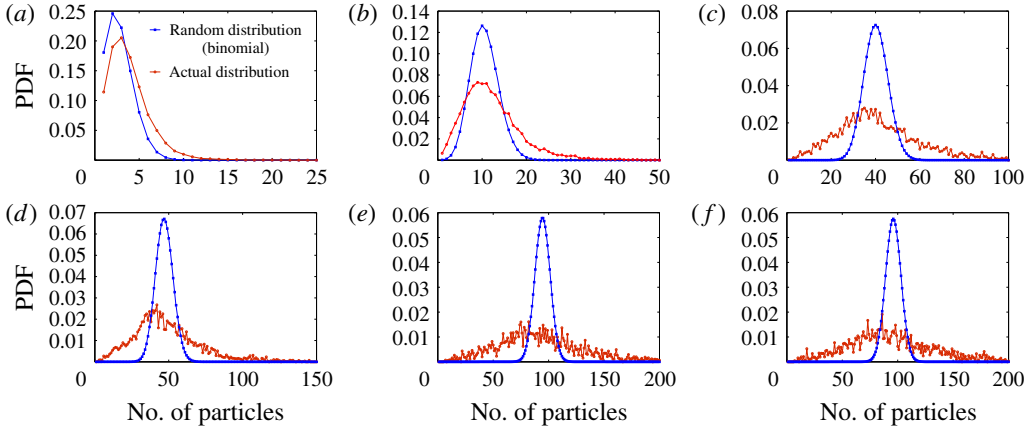 (a) (b) (c)
0.25 0.14 0.08
Random distribution
(binomial)
Actual distribution
0.20 0.12
0.15 0.10 0.06
0.10 0.08 0.04
0.05 0.06 0.02
0.04
0.02
PDF
0 5 10 15 20 25 0 10 20 30 40 50 0 20 40 60 80 100
(d) (e) (f)
0.07 0.06 0.06
0.06 0.05 0.05
0.05 0.04 0.04
0.04 0.03 0.03
0.03 0.02 0.02
0.02 0.01 0.01
0.01
PDF
0 50 100 150 0 50 100 150 200 0 50 100 150 200
No. of particles No. of particles No. of particles